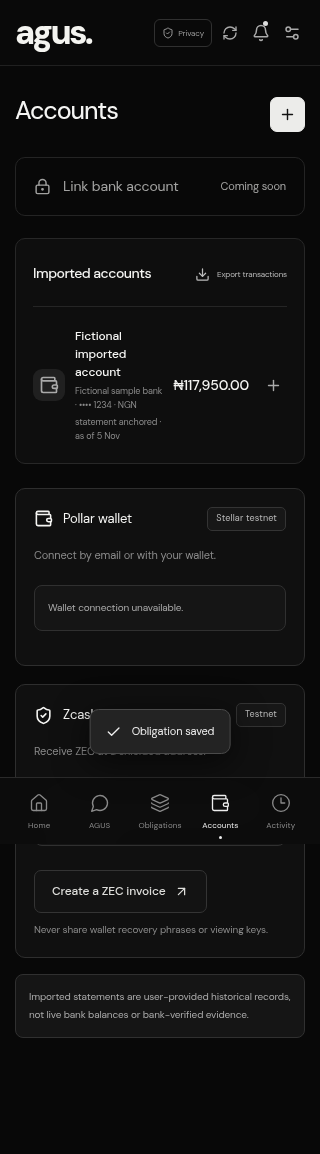 agus.
Privacy
Accounts
Link bank account
Coming soon
Imported accounts
Export transactions
Fictional
imported
account
Fictional sample bank
· •••• 1234 · NGN
statement anchored ·
as of 5 Nov
₦117,950.00
Pollar wallet
Stellar testnet
Connect by email or with your wallet.
Wallet connection unavailable.
Testnet
Obligation saved
Receive ZEC
Home
AGUS
Obligations
Accounts
Activity
Create a ZEC invoice
Never share wallet recovery phrases or viewing keys.
Imported statements are user-provided historical records,
not live bank balances or bank-verified evidence.